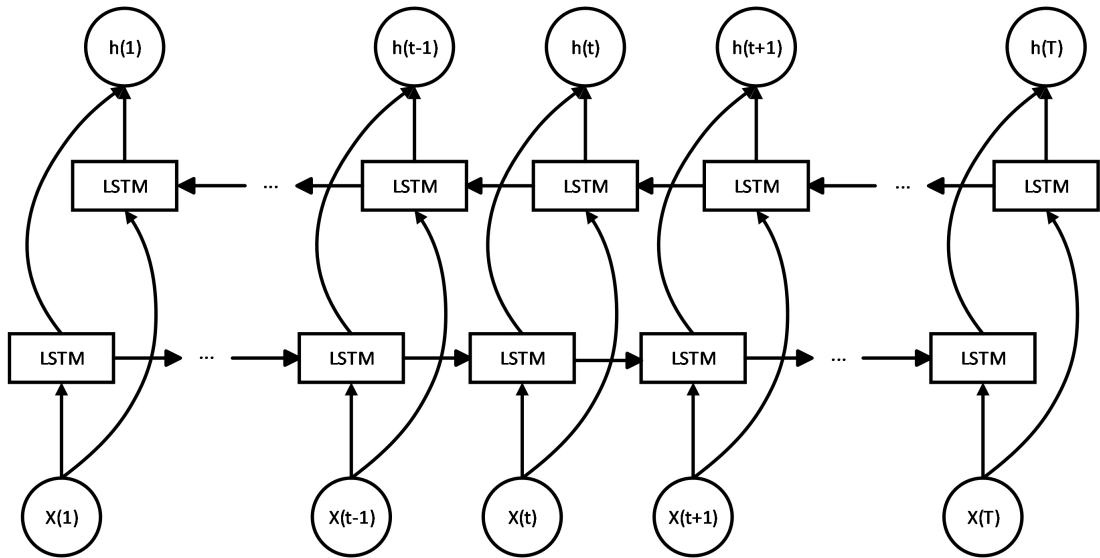 h(1) h(t-1) h(t) h(t+1) h(T)
LSTM ... LSTM LSTM LSTM ... LSTM
LSTM ... LSTM LSTM LSTM ... LSTM
X(1) X(t-1) X(t) X(t+1) X(T)